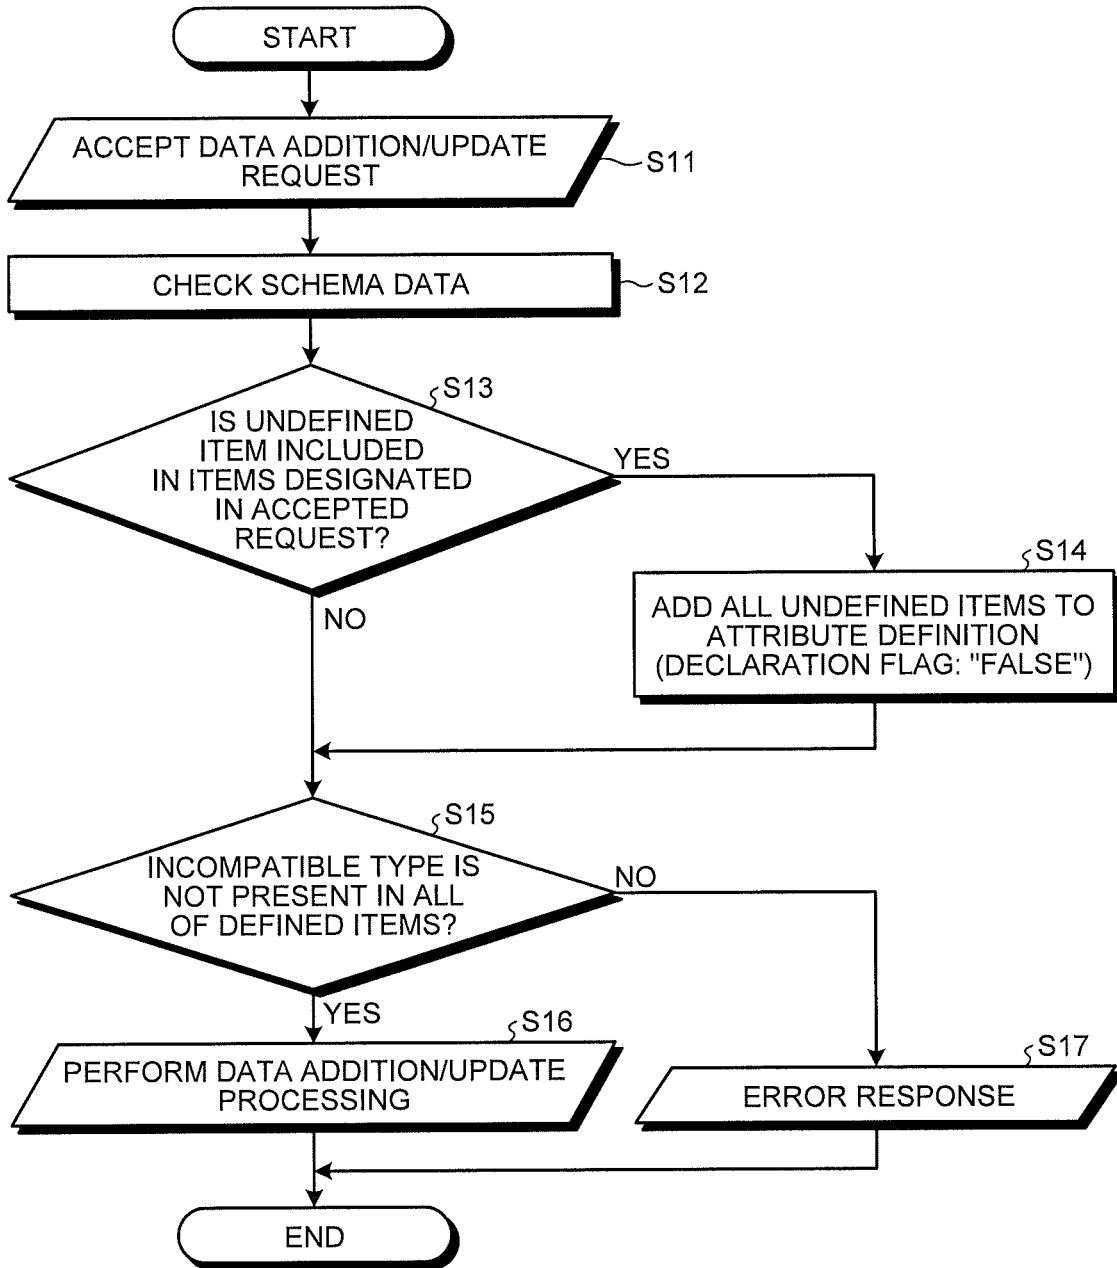 START
ACCEPT DATA ADDITION/UPDATE
REQUEST
S11
CHECK SCHEMA DATA
S12
S13
IS UNDEFINED
ITEM INCLUDED
IN ITEMS DESIGNATED
IN ACCEPTED
REQUEST?
YES
NO
S14
ADD ALL UNDEFINED ITEMS TO
ATTRIBUTE DEFINITION
(DECLARATION FLAG: "FALSE")
S15
INCOMPATIBLE TYPE IS
NOT PRESENT IN ALL
OF DEFINED ITEMS?
NO
YES
S16
PERFORM DATA ADDITION/UPDATE
PROCESSING
S17
ERROR RESPONSE
END